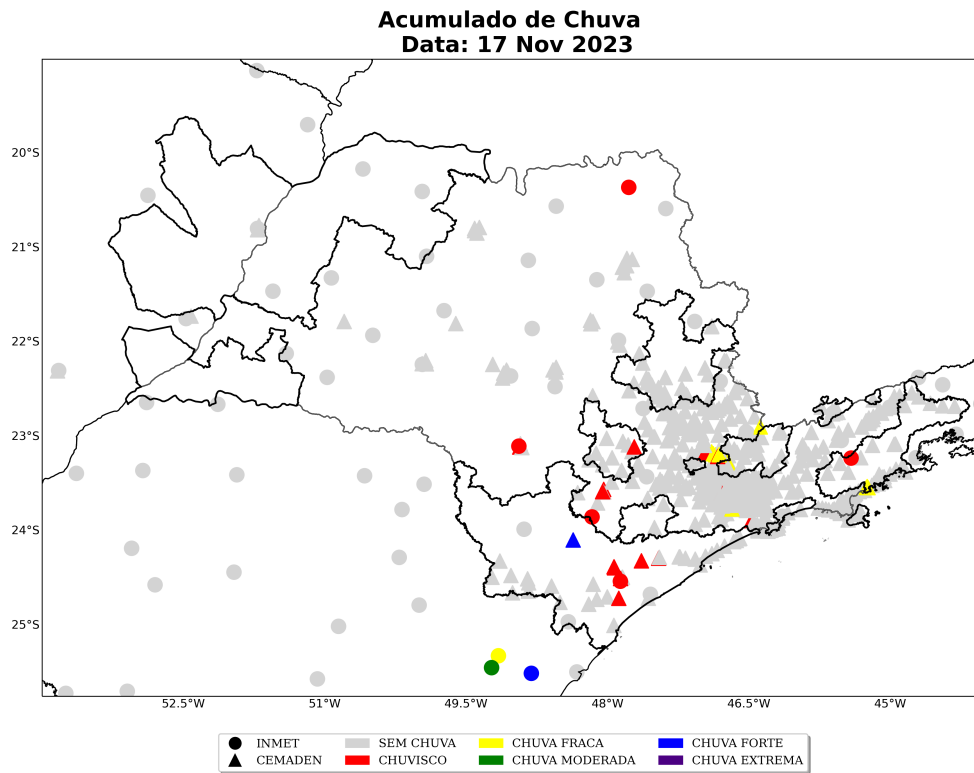 Acumulado de Chuva
Data: 17 Nov 2023
20°S
21°S
22°S
23°S
24°S
25°S
52.5°W
51°W
49.5°W
48°W
46.5°W
45°W
INMET
CEMADEN
SEM CHUVA
CHUVISCO
CHUVA FRACA
CHUVA MODERADA
CHUVA FORTE
CHUVA EXTREMA